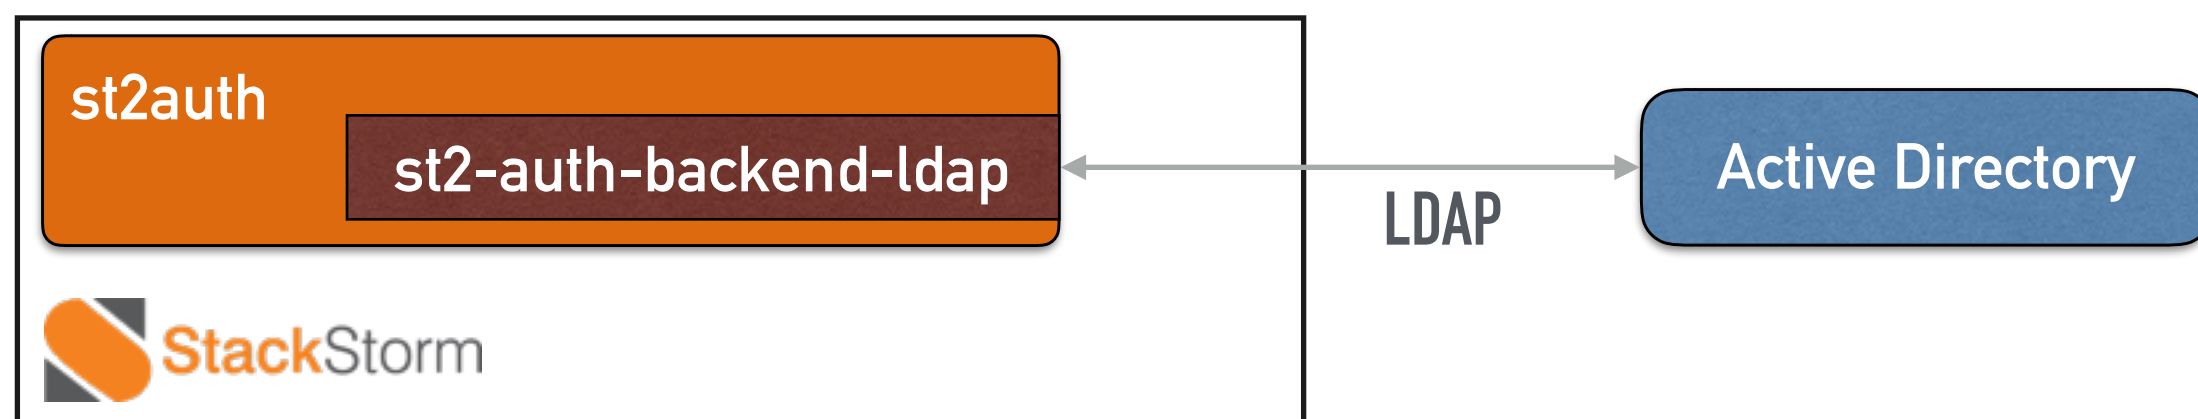 st2auth
st2-auth-backend-ldap
LDAP
Active Directory
StackStorm